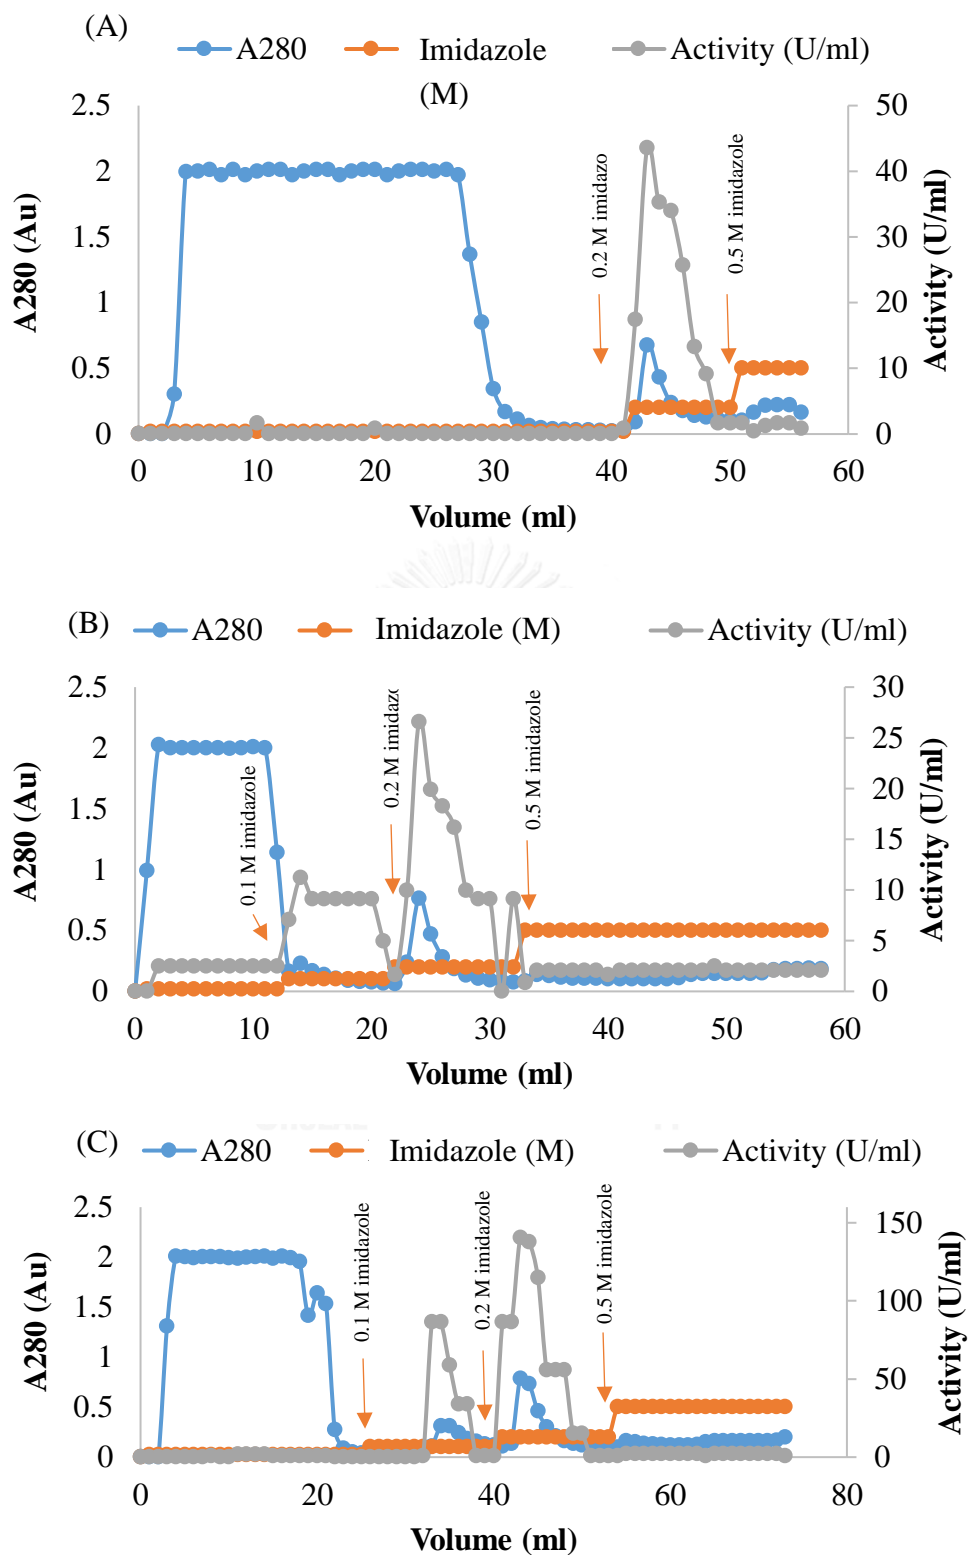 (A)
A280 Imidazole (M) Activity (U/ml)
2.5 50
2 40
1.5 30
1 20
0.5 10
0 0
A280 (Au)
0.2 M imidazo
0.5 M imidazole
Activity (U/ml)
0 10 20 30 40 50 60
Volume (ml)
(B)
A280 Imidazole (M) Activity (U/ml)
2.5 30
25
2
20
1.5
15
1
10
0.5
5
0 0
A280 (Au)
0.1 M imidazole
0.2 M imidazo
0.5 M imidazole
Activity (U/ml)
0 10 20 30 40 50 60
Volume (ml)
(C)
A280 Imidazole (M) Activity (U/ml)
2.5
150
2
1.5
100
1
50
0.5
0 0
A280 (Au)
0.1 M imidazole
0.2 M imidazole
0.5 M imidazole
Activity (U/ml)
0 20 40 60 80
Volume (ml)